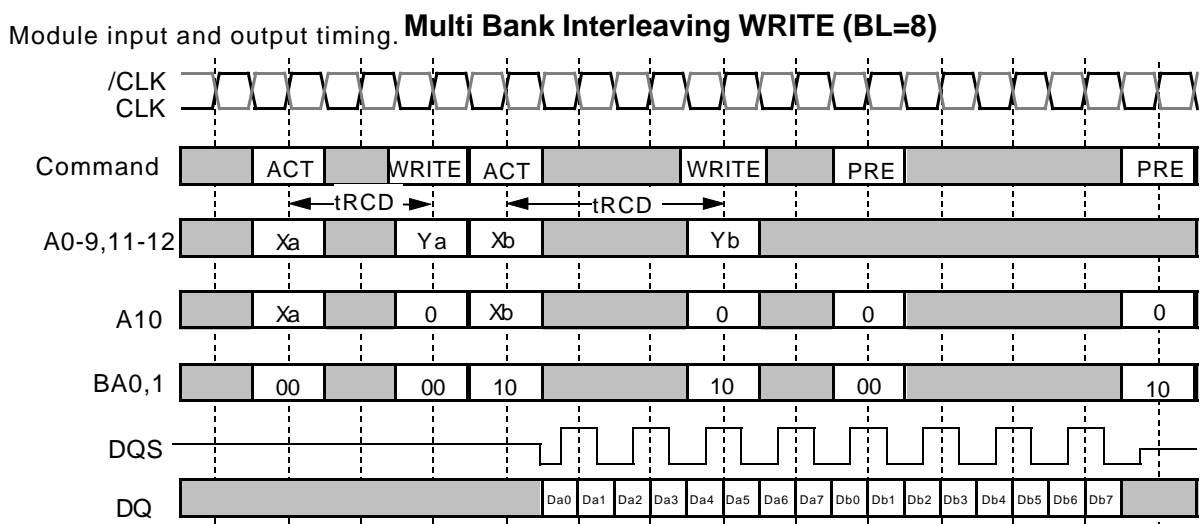 Module input and output timing. Multi Bank Interleaving WRITE (BL=8)
/CLK
CLK
Command ACT WRITE ACT WRITE PRE PRE
tRCD tRCD
A0-9,11-12 Xa Ya Xb Yb
A10 Xa 0 Xb 0 0 0
BA0,1 00 00 10 10 00 10
DQS
DQ Da0 Da1 Da2 Da3 Da4 Da5 Da6 Da7 Db0 Db1 Db2 Db3 Db4 Db5 Db6 Db7